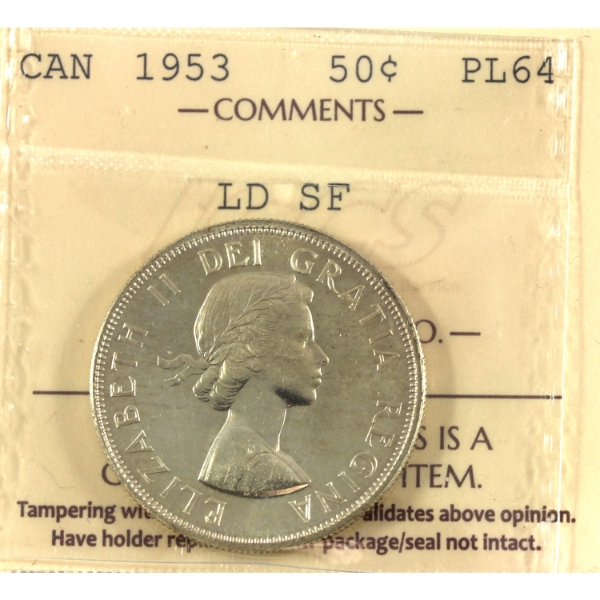 CAN 1953 50¢ PL64
— COMMENTS —
LD SF
ELIZABETH II DEI GRATIA REGINA
O. —
S IS A
C ITEM.
Tampering wi alidates above opinion.
Have holder rep package/seal not intact.